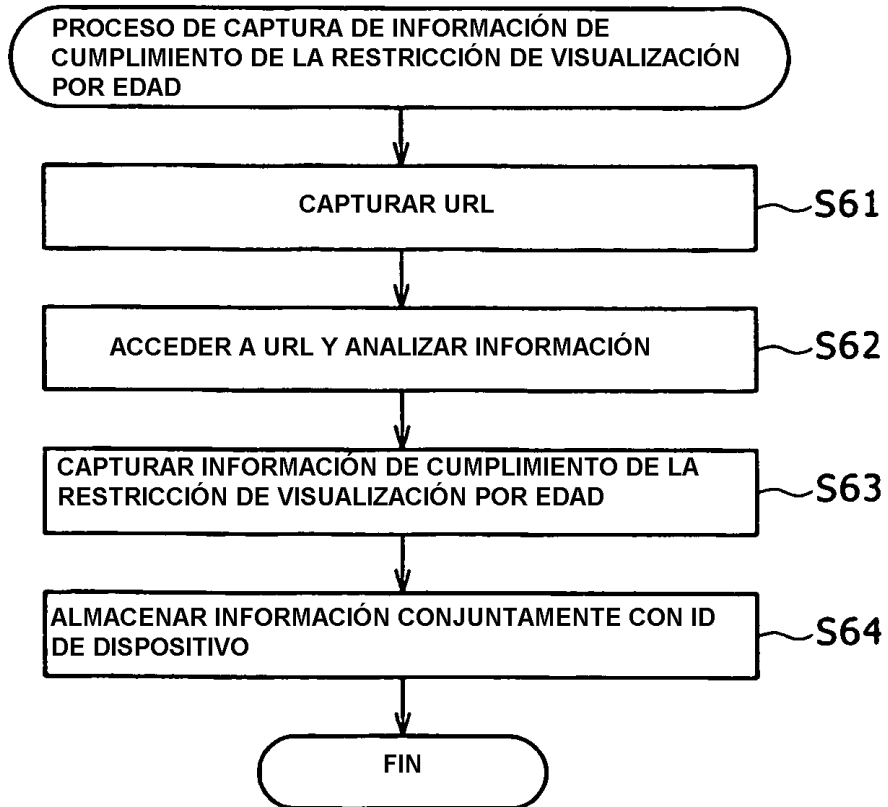 PROCESO DE CAPTURA DE INFORMACIÓN DE
CUMPLIMIENTO DE LA RESTRICCIÓN DE VISUALIZACIÓN
POR EDAD
CAPTURAR URL
S61
ACCEDER A URL Y ANALIZAR INFORMACIÓN
S62
CAPTURAR INFORMACIÓN DE CUMPLIMIENTO DE LA
RESTRICCIÓN DE VISUALIZACIÓN POR EDAD
S63
ALMACENAR INFORMACIÓN CONJUNTAMENTE CON ID
DE DISPOSITIVO
S64
FIN